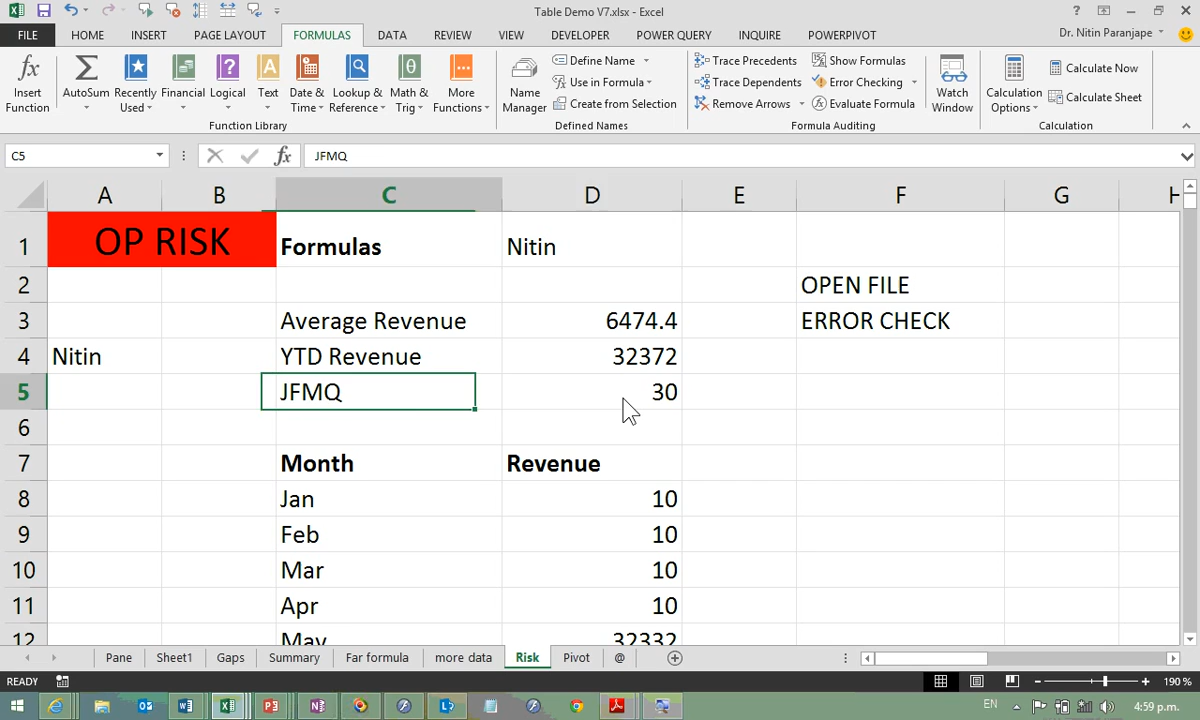 Table Demo V7.xlsx - Excel
FILE HOME INSERT PAGE LAYOUT FORMULAS DATA REVIEW VIEW DEVELOPER POWER QUERY INQUIRE POWERPIVOT Dr. Nitin Paranjape
Insert Function
AutoSum
Recently Used
Financial
Logical
Text
Date & Time
Lookup & Reference
Math & Trig
More Functions
Function Library
Name Manager
Define Name
Use in Formula
Create from Selection
Defined Names
Trace Precedents
Trace Dependents
Remove Arrows
Show Formulas
Error Checking
Evaluate Formula
Formula Auditing
Watch Window
Calculation Options
Calculate Now
Calculate Sheet
Calculation
C5 fx JFMQ
A B C D E F G H
1 OP RISK Formulas Nitin
2 OPEN FILE
3 Average Revenue 6474.4 ERROR CHECK
4 Nitin YTD Revenue 32372
5 JFMQ 30
6
7 Month Revenue
8 Jan 10
9 Feb 10
10 Mar 10
11 Apr 10
12 May 32332
Pane Sheet1 Gaps Summary Far formula more data Risk Pivot @
READY 190 %
EN 4:59 p.m.